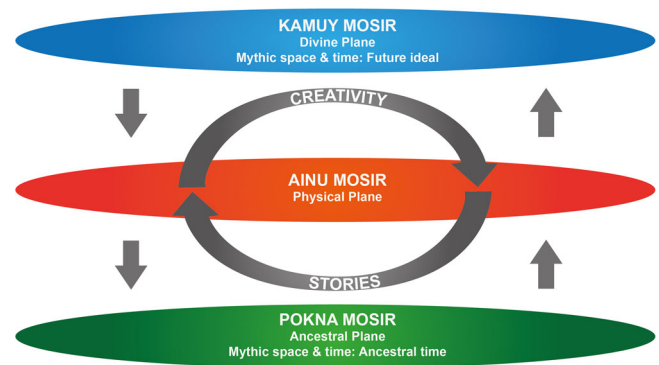 KAMUY MOSIR
Divine Plane
Mythic space & time: Future ideal
CREATIVITY
AINU MOSIR
Physical Plane
STORIES
POKNA MOSIR
Ancestral Plane
Mythic space & time: Ancestral time